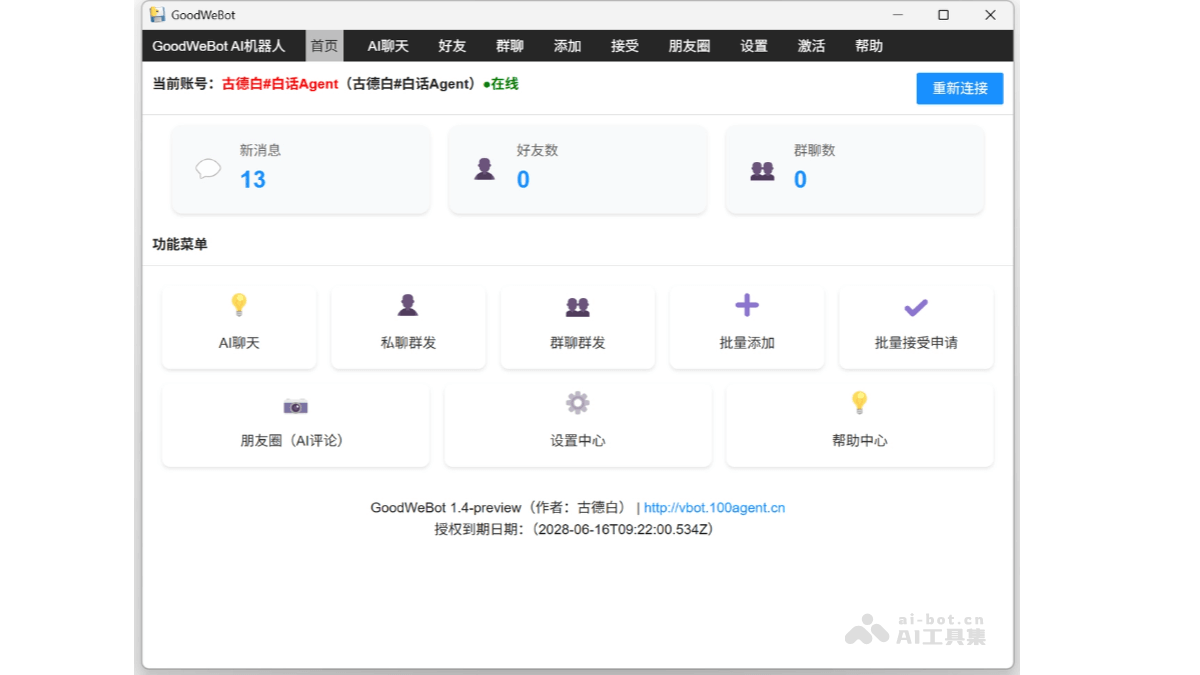 GoodWeBot
GoodWeBot AI机器人 首页 AI聊天 好友 群聊 添加 接受 朋友圈 设置 激活 帮助
当前账号：古德白#白话Agent（古德白#白话Agent）●在线 重新连接
新消息 好友数 群聊数
13 0 0
功能菜单
AI聊天 私聊群发 群聊群发 批量添加 批量接受申请
朋友圈（AI评论） 设置中心 帮助中心
GoodWeBot 1.4-preview（作者：古德白） | http://vbot.100agent.cn
授权到期日期：（2028-06-16T09:22:00.534Z）
ai-bot.cn
AI工具集